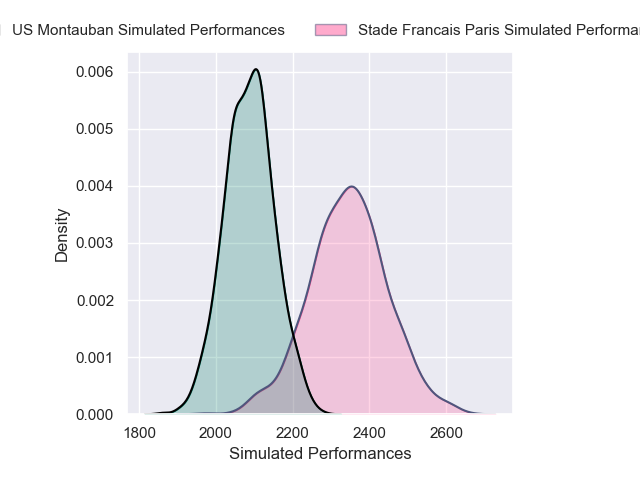 US Montauban Simulated Performances Stade Francais Paris Simulated
0.006
0.005
0.004
0.003
0.002
0.001
0.000
Density
1800 2000 2200 2400 2600
Simulated Performances